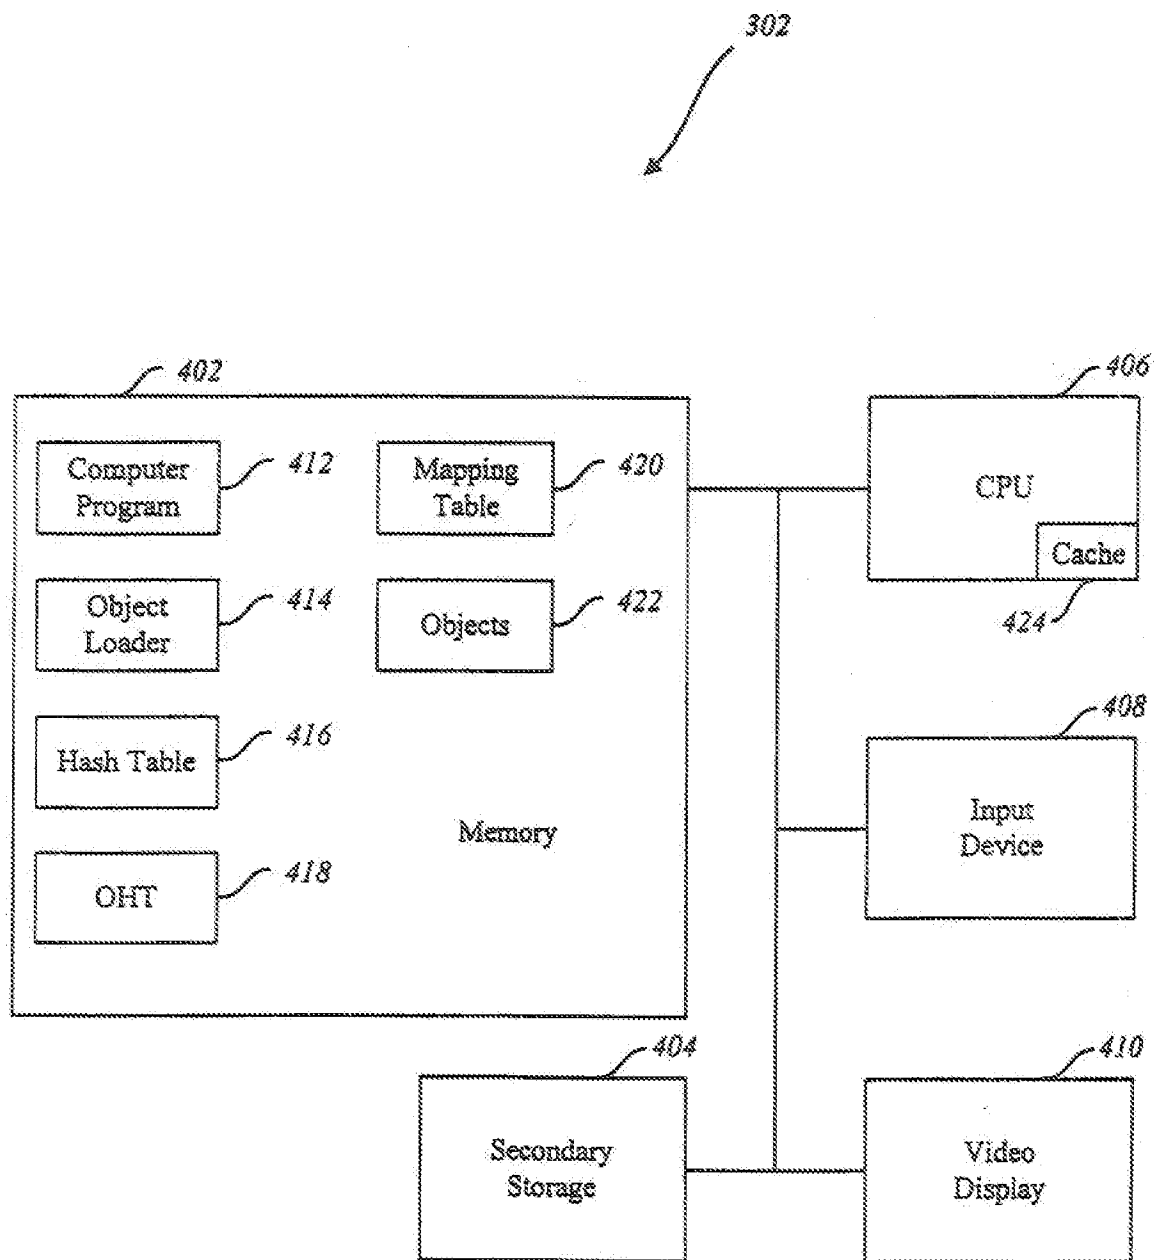 302
402
406
Computer
Program
412
Mapping
Table
420
CPU
Cache
424
Object
Loader
414
Objects
422
Hash Table
416
408
Input
Device
Memory
OHT
418
404
Secondary
Storage
410
Video
Display